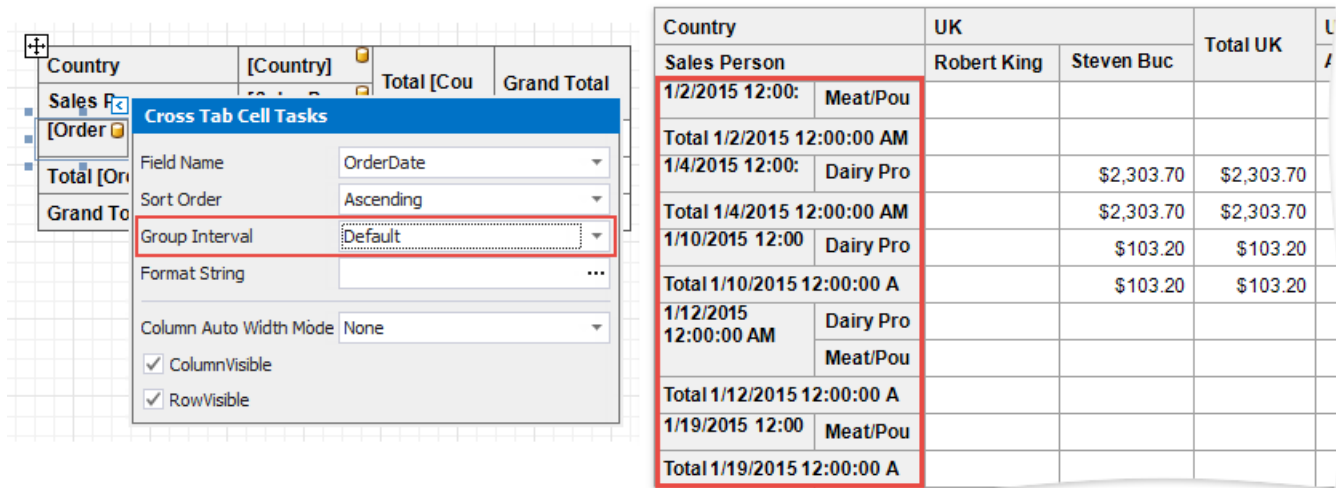 Country [Country] Total [Cou Grand Total
Sales P
[Order
Total [Or
Grand To
Cross Tab Cell Tasks
Field Name OrderDate
Sort Order Ascending
Group Interval Default
Format String ...
Column Auto Width Mode None
ColumnVisible
RowVisible
Country UK
Sales Person Robert King Steven Buc Total UK
1/2/2015 12:00: Meat/Pou
Total 1/2/2015 12:00:00 AM
1/4/2015 12:00: Dairy Pro $2,303.70 $2,303.70
Total 1/4/2015 12:00:00 AM $2,303.70 $2,303.70
1/10/2015 12:00 Dairy Pro $103.20 $103.20
Total 1/10/2015 12:00:00 A $103.20 $103.20
1/12/2015
12:00:00 AM Dairy Pro
Meat/Pou
Total 1/12/2015 12:00:00 A
1/19/2015 12:00 Meat/Pou
Total 1/19/2015 12:00:00 A